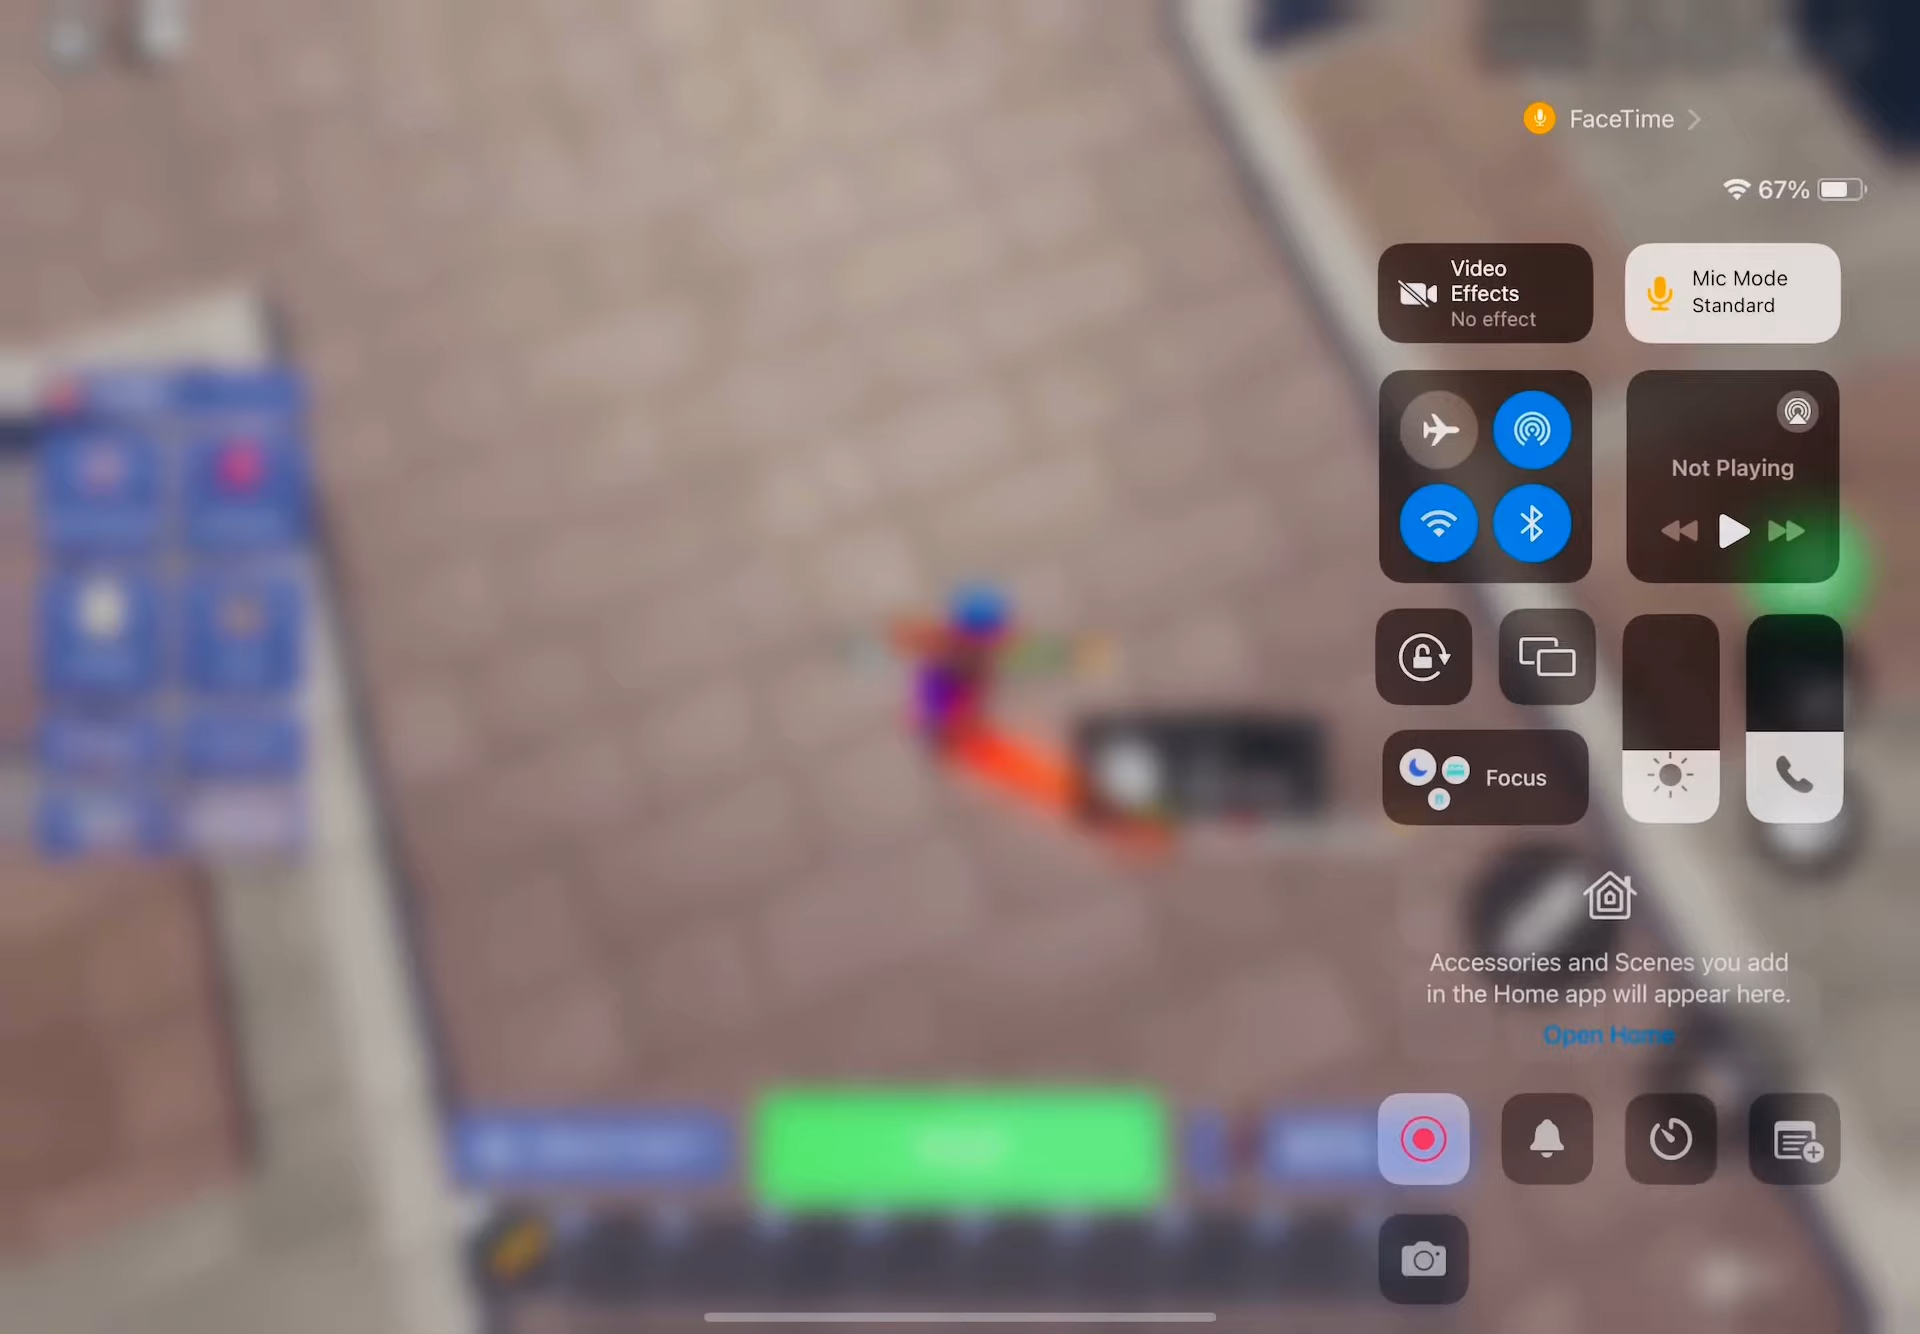 FaceTime
67%
Video
Effects
No effect
Mic Mode
Standard
Not Playing
Focus
Accessories and Scenes you add
in the Home app will appear here.
Open Home